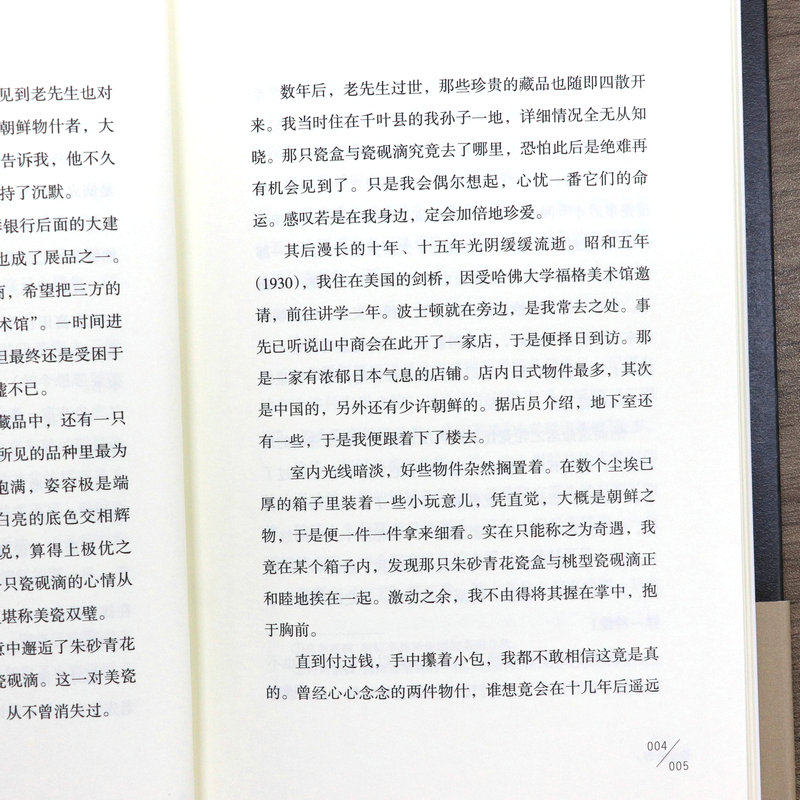 见到老先生也对
朝鲜物什者，大
告诉我，他不久
持了沉默。
银行后面的大建
也成了展品之一。
，希望把三方的
术馆”。一时间进
但最终还是受困于
嘘不已。
藏品中，还有一只
所见的品种里最为
饱满，姿容极是端
白亮的底色交相辉
说，算得上极优之
只瓷砚滴的心情从
堪称美瓷双璧。
意中邂逅了朱砂青花
瓷砚滴。这一对美瓷
从不曾消失过。
数年后，老先生过世，那些珍贵的藏品也随即四散开
来。我当时住在千叶县的我孙子一地，详细情况全无从知
晓。那只瓷盒与瓷砚滴究竟去了哪里，恐怕此后是绝难再
有机会见到了。只是我会偶尔想起，心忧一番它们的命
运。感叹若是在我身边，定会加倍地珍爱。
其后漫长的十年、十五年光阴缓缓流逝。昭和五年
（1930），我住在美国的剑桥，因受哈佛大学福格美术馆邀
请，前往讲学一年。波士顿就在旁边，是我常去之处。事
先已听说山中商会在此开了一家店，于是便择日到访。那
是一家有浓郁日本气息的店铺。店内日式物件最多，其次
是中国的，另外还有少许朝鲜的。据店员介绍，地下室还
有一些，于是我便跟着下了楼去。
室内光线暗淡，好些物件杂然搁置着。在数个尘埃已
厚的箱子里装着一些小玩意儿，凭直觉，大概是朝鲜之
物，于是便一件一件拿来细看。实在只能称之为奇遇，我
竟在某个箱子内，发现那只朱砂青花瓷盒与桃型瓷砚滴正
和睦地挨在一起。激动之余，我不由得将其握在掌中，抱
于胸前。
直到付过钱，手中攥着小包，我都不敢相信这竟是真
的。曾经心心念念的两件物什，谁想竟会在十几年后遥远
004/005